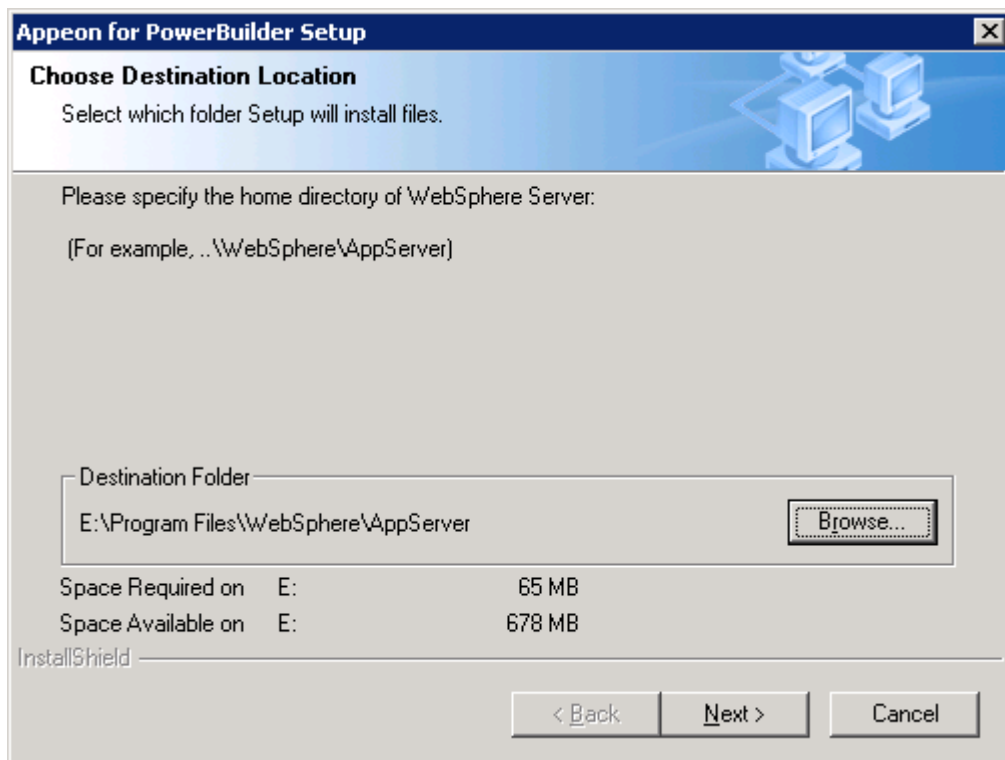 Appeon for PowerBuilder Setup
Choose Destination Location
Select which folder Setup will install files.
Please specify the home directory of WebSphere Server:
(For example, ..\WebSphere\AppServer)
Destination Folder
E:\Program Files\WebSphere\AppServer
Browse...
Space Required on E: 65 MB
Space Available on E: 678 MB
InstallShield
< Back Next > Cancel